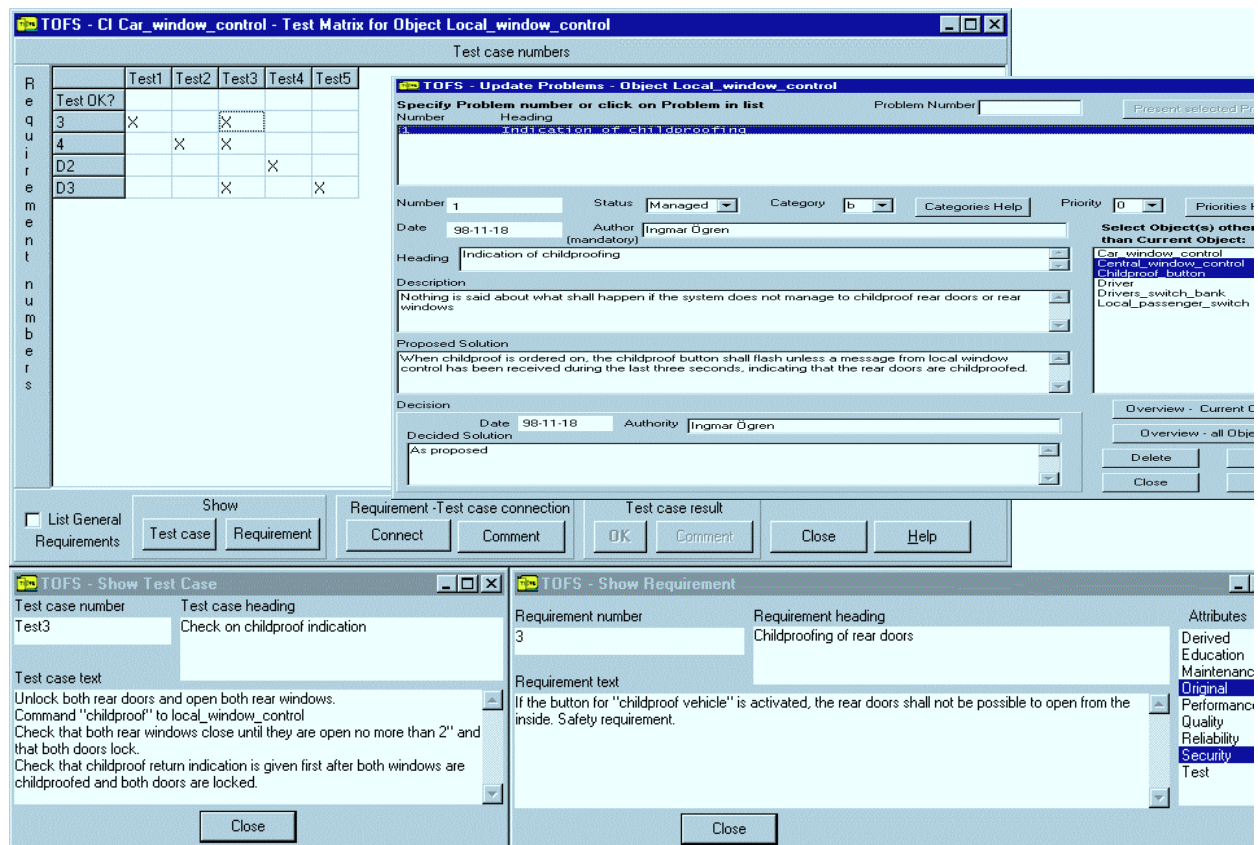 TOFS - CI Car_window_control - Test Matrix for Object Local_window_control
Test case numbers
Requirement numbers
Test1 Test2 Test3 Test4 Test5
Test OK?
3 X X
4 X X
D2 X
D3 X X
List General
Requirements
Show
Test case Requirement
Requirement -Test case connection
Connect Comment
Test case result
OK Comment
Close Help
TOFS - Update Problems - Object Local_window_control
Specify Problem number or click on Problem in list
Problem Number
Present selected Pr
Number Heading
1 Indication of childproofing
Number 1 Status Managed Category b Categories Help Priority 0 Priorities H
Date 98-11-18 Author Ingmar Ögren
(mandatory)
Heading Indication of childproofing
Description
Nothing is said about what shall happen if the system does not manage to childproof rear doors or rear
windows
Proposed Solution
When childproof is ordered on, the childproof button shall flash unless a message from local window
control has been received during the last three seconds, indicating that the rear doors are childproofed.
Decision
Date 98-11-18 Authority Ingmar Ögren
Decided Solution
As proposed
Select Object(s) other
than Current Object:
Car_window_control
Central_window_control
Childproof_button
Driver
Drivers_switch_bank
Local_passenger_switch
Overview - Current O
Overview - all Obje
Delete
Close
TOFS - Show Test Case
Test case number Test case heading
Test3 Check on childproof indication
Test case text
Unlock both rear doors and open both rear windows.
Command "childproof" to local_window_control
Check that both rear windows close until they are open no more than 2" and
that both doors lock.
Check that childproof return indication is given first after both windows are
childproofed and both doors are locked.
Close
TOFS - Show Requirement
Requirement number Requirement heading
3 Childproofing of rear doors
Requirement text
If the button for "childproof vehicle" is activated, the rear doors shall not be possible to open from the
inside. Safety requirement.
Attributes
Derived
Education
Maintenanc
Original
Performance
Quality
Reliability
Security
Test
Close